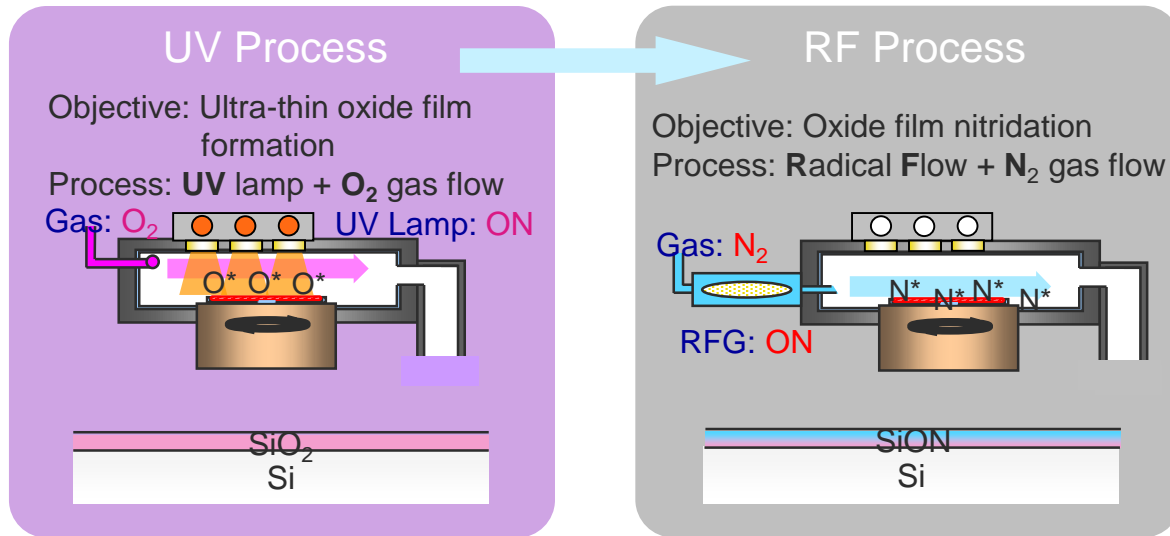 UV Process
Objective: Ultra-thin oxide film
formation
Process: UV lamp + O₂ gas flow
Gas: O₂
UV Lamp: ON
O* O* O*
SiO₂
Si
RF Process
Objective: Oxide film nitridation
Process: Radical Flow + N₂ gas flow
Gas: N₂
N* N* N* N*
RFG: ON
SiON
Si